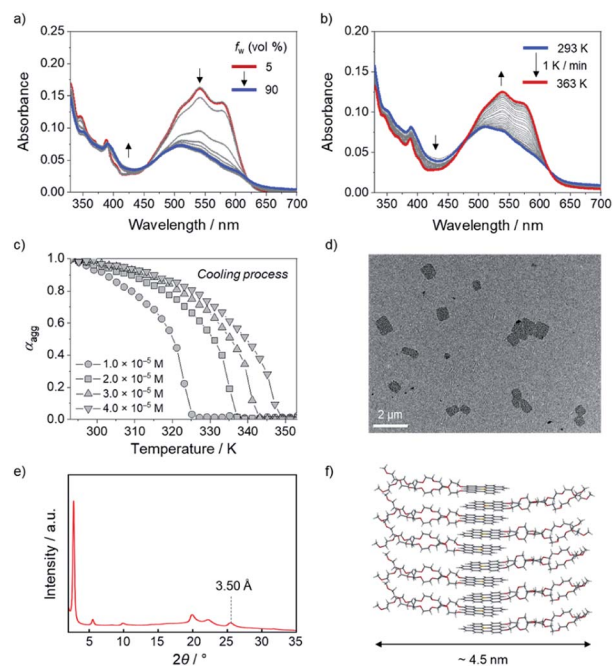 a)
0.25
0.20
0.15
0.10
0.05
0.00
Absorbance
fw (vol %)
5
90
350 400 450 500 550 600 650 700
Wavelength / nm
b)
0.20
0.15
0.10
0.05
0.00
Absorbance
293 K
1 K / min
363 K
350 400 450 500 550 600 650 700
Wavelength / nm
c)
1.0
0.8
0.6
0.4
0.2
0.0
αagg
Cooling process
1.0 × 10⁻⁵ M
2.0 × 10⁻⁵ M
3.0 × 10⁻⁵ M
4.0 × 10⁻⁵ M
300 310 320 330 340 350
Temperature / K
d)
2 μm
e)
Intensity / a.u.
3.50 Å
5 10 15 20 25 30 35
2θ / °
f)
~ 4.5 nm